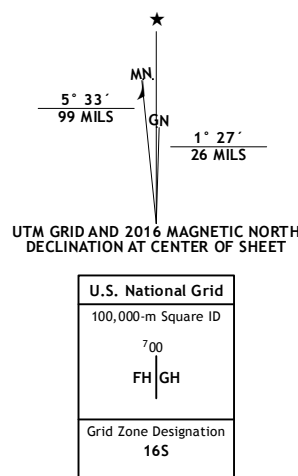 ★
MN.
5° 33´
99 MILS
GN
1° 27´
26 MILS
UTM GRID AND 2016 MAGNETIC NORTH
DECLINATION AT CENTER OF SHEET
U.S. National Grid
100,000-m Square ID
⁷00
FH GH
Grid Zone Designation
16S